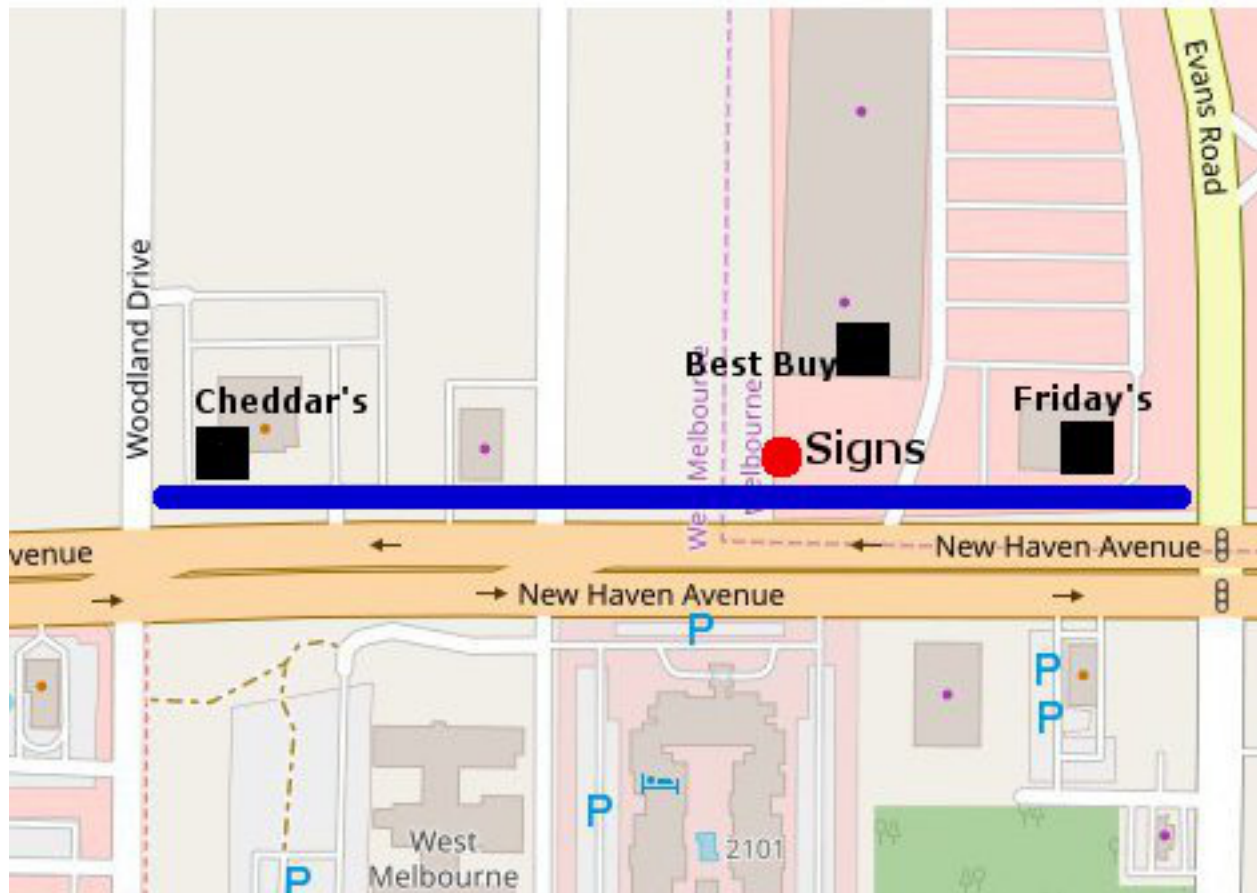 Evans Road
Woodland Drive
Best Buy
Cheddar's
Friday's
West Melbourne
Melbourne
Signs
venue
New Haven Avenue
New Haven Avenue
P
P
P
P
2101
West
Melbourne
P